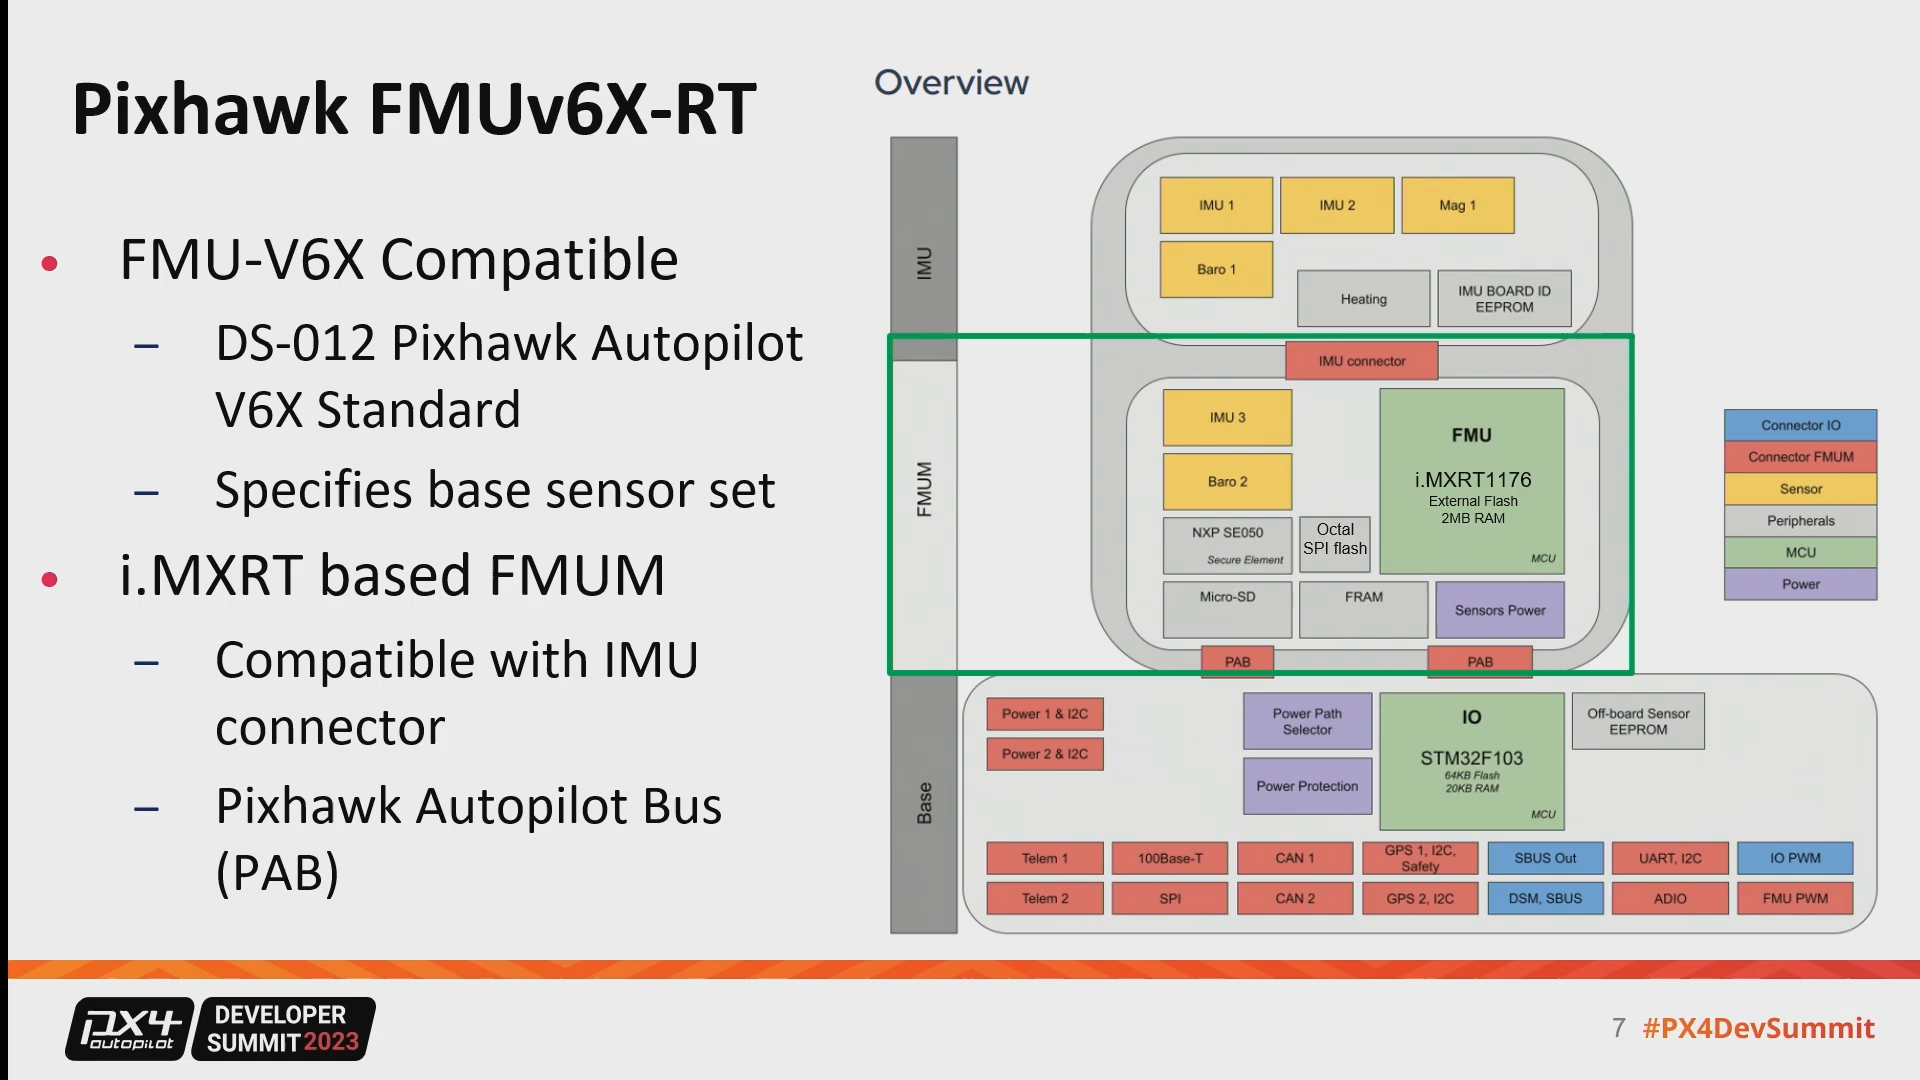 Pixhawk FMUv6X-RT
• FMU-V6X Compatible
– DS-012 Pixhawk Autopilot
V6X Standard
– Specifies base sensor set
• i.MXRT based FMUM
– Compatible with IMU
connector
– Pixhawk Autopilot Bus
(PAB)
Overview
IMU
IMU 1
IMU 2
Mag 1
Baro 1
Heating
IMU BOARD ID
EEPROM
FMUM
IMU connector
IMU 3
Baro 2
FMU
i.MXRT1176
External Flash
2MB RAM
MCU
NXP SE050
Secure Element
Octal
SPI flash
Micro-SD
FRAM
Sensors Power
PAB
PAB
Connector IO
Connector FMUM
Sensor
Peripherals
MCU
Power
Base
Power 1 & I2C
Power 2 & I2C
Power Path
Selector
Power Protection
IO
STM32F103
64KB Flash
20KB RAM
MCU
Off-board Sensor
EEPROM
Telem 1
100Base-T
CAN 1
GPS 1, I2C,
Safety
SBUS Out
UART, I2C
IO PWM
Telem 2
SPI
CAN 2
GPS 2, I2C
DSM, SBUS
ADIO
FMU PWM
px4
autopilot
DEVELOPER
SUMMIT 2023
7 #PX4DevSummit